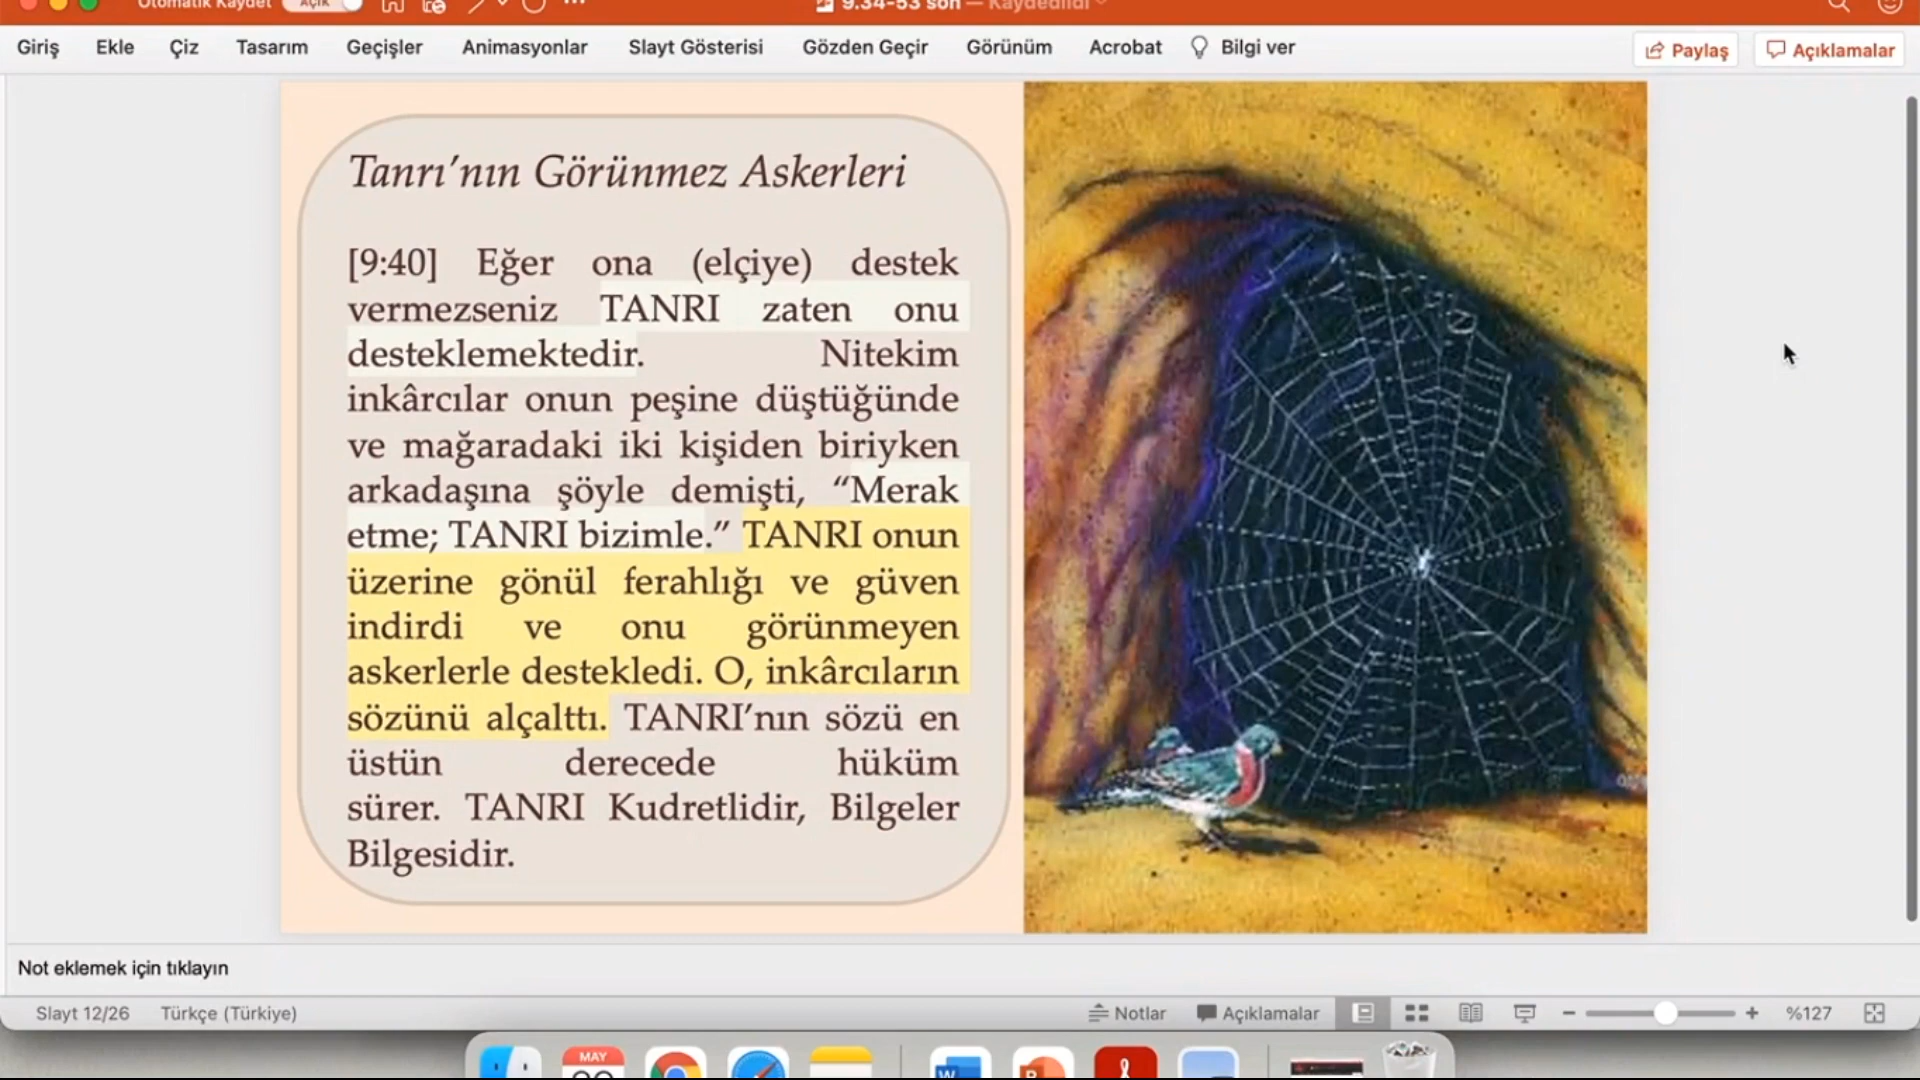 Otomatik Kaydet AÇIK 9.34-53 son — Kaydedildi
Giriş Ekle Çiz Tasarım Geçişler Animasyonlar Slayt Gösterisi Gözden Geçir Görünüm Acrobat Bilgi ver Paylaş Açıklamalar
Tanrı’nın Görünmez Askerleri
[9:40] Eğer ona (elçiye) destek
vermezseniz TANRI zaten onu
desteklemektedir. Nitekim
inkârcılar onun peşine düştüğünde
ve mağaradaki iki kişiden biriyken
arkadaşına şöyle demişti, “Merak
etme; TANRI bizimle.” TANRI onun
üzerine gönül ferahlığı ve güven
indirdi ve onu görünmeyen
askerlerle destekledi. O, inkârcıların
sözünü alçalttı. TANRI’nın sözü en
üstün derecede hüküm
sürer. TANRI Kudretlidir, Bilgeler
Bilgesidir.
Not eklemek için tıklayın
Slayt 12/26 Türkçe (Türkiye) Notlar Açıklamalar %127
MAY
W P